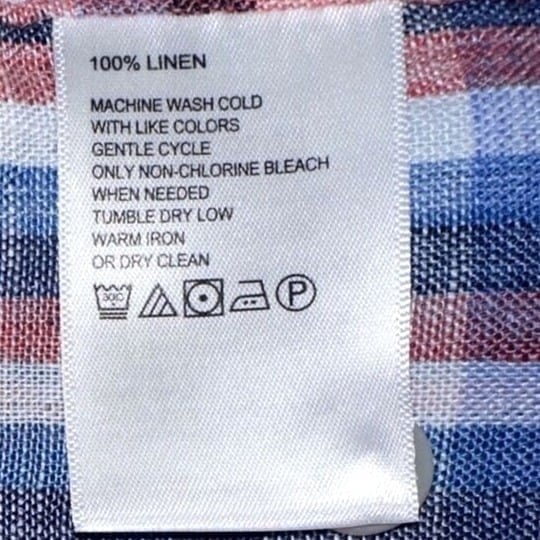 100% LINEN
MACHINE WASH COLD
WITH LIKE COLORS
GENTLE CYCLE
ONLY NON-CHLORINE BLEACH
WHEN NEEDED
TUMBLE DRY LOW
WARM IRON
OR DRY CLEAN
30C P